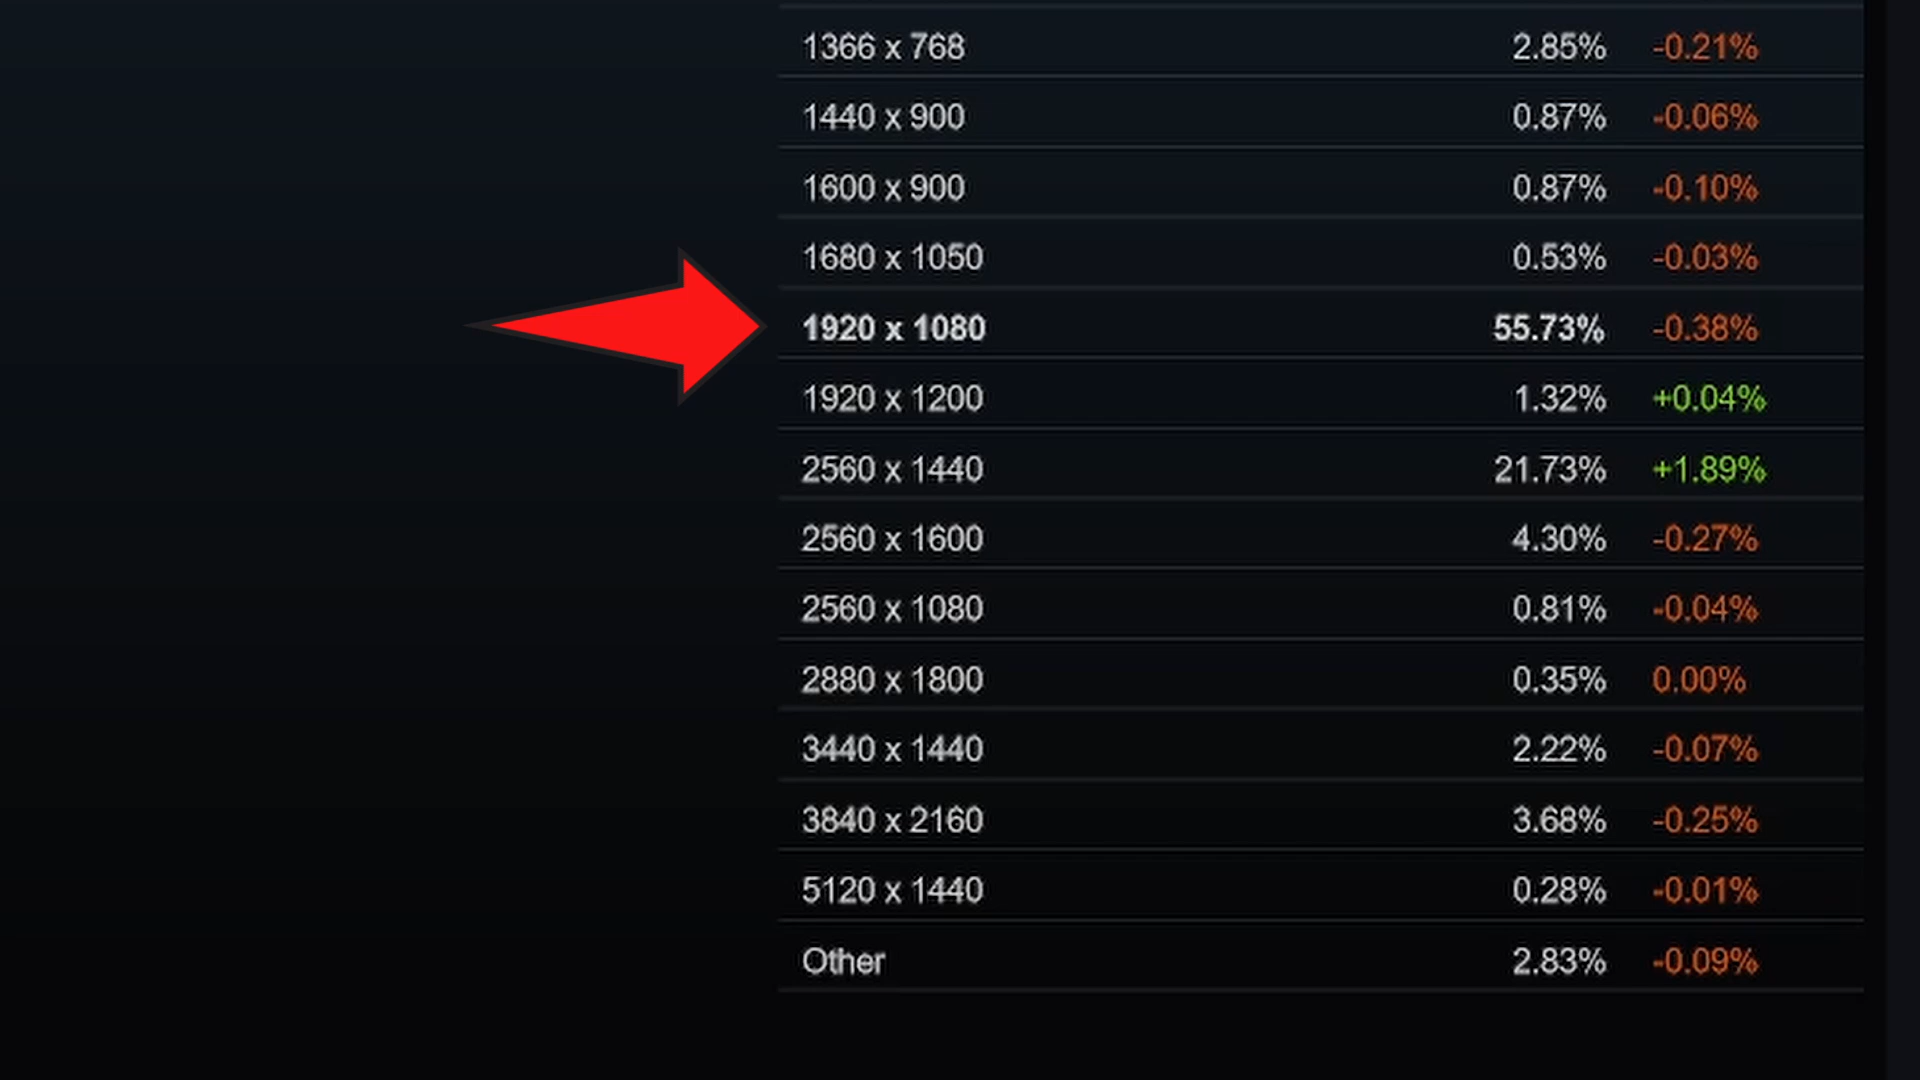 1366 x 768 2.85% -0.21%
1440 x 900 0.87% -0.06%
1600 x 900 0.87% -0.10%
1680 x 1050 0.53% -0.03%
1920 x 1080 55.73% -0.38%
1920 x 1200 1.32% +0.04%
2560 x 1440 21.73% +1.89%
2560 x 1600 4.30% -0.27%
2560 x 1080 0.81% -0.04%
2880 x 1800 0.35% 0.00%
3440 x 1440 2.22% -0.07%
3840 x 2160 3.68% -0.25%
5120 x 1440 0.28% -0.01%
Other 2.83% -0.09%